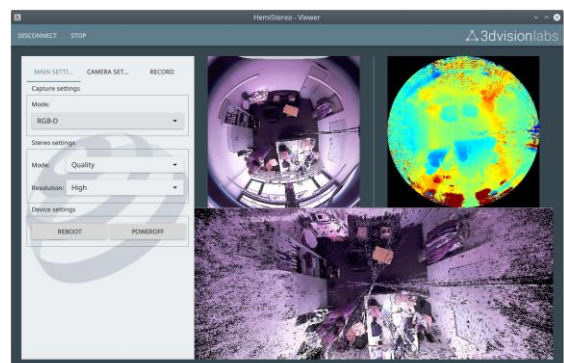 HemiStereo - Viewer
DISCONNECT STOP
3dvisionlabs
MAIN SETTI... CAMERA SET... RECORD
Capture settings
Mode:
RGB-D
Stereo settings
Mode: Quality
Resolution: High
Device settings
REBOOT POWEROFF